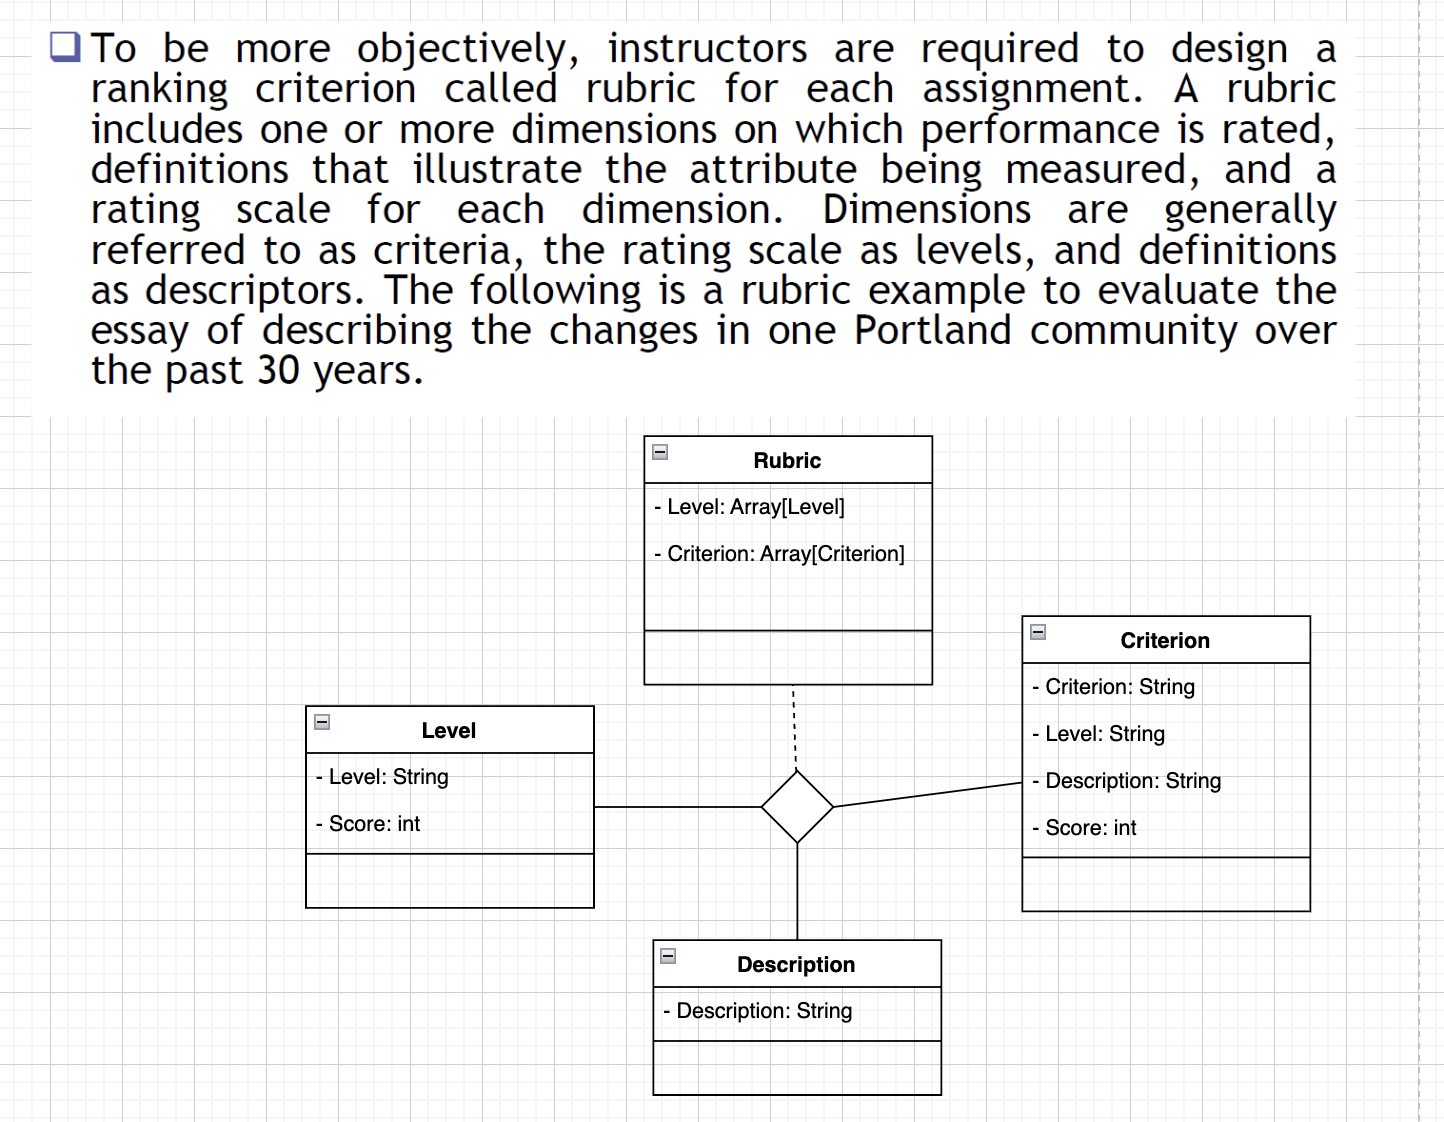 To be more objectively, instructors are required to design a
ranking criterion called rubric for each assignment. A rubric
includes one or more dimensions on which performance is rated,
definitions that illustrate the attribute being measured, and a
rating scale for each dimension. Dimensions are generally
referred to as criteria, the rating scale as levels, and definitions
as descriptors. The following is a rubric example to evaluate the
essay of describing the changes in one Portland community over
the past 30 years.
Rubric
- Level: Array[Level]
- Criterion: Array[Criterion]
Criterion
- Criterion: String
- Level: String
- Description: String
- Score: int
Level
- Level: String
- Score: int
Description
- Description: String